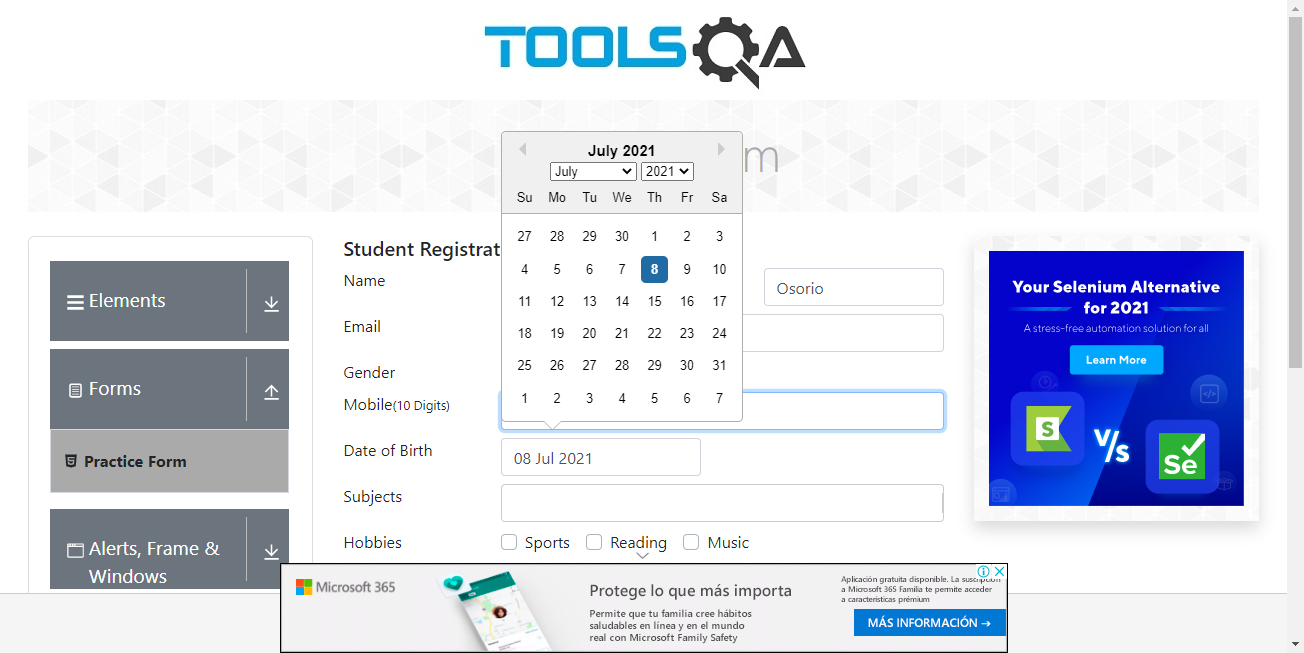 TOOLSQA
m
July 2021
July 2021
Su Mo Tu We Th Fr Sa
27 28 29 30 1 2 3
4 5 6 7 8 9 10
11 12 13 14 15 16 17
18 19 20 21 22 23 24
25 26 27 28 29 30 31
1 2 3 4 5 6 7
Elements
Forms
Practice Form
Alerts, Frame &
Windows
Student Registrat
Name
Osorio
Email
Gender
Mobile(10 Digits)
Date of Birth
08 Jul 2021
Subjects
Hobbies
Sports Reading Music
Your Selenium Alternative
for 2021
A stress-free automation solution for all
Learn More
S
V/s
Se
Microsoft 365
Protege lo que más importa
Permite que tu familia cree hábitos
saludables en línea y en el mundo
real con Microsoft Family Safety
Aplicación gratuita disponible. La suscripción
a Microsoft 365 Familia te permite acceder
a características prémium
MÁS INFORMACIÓN →